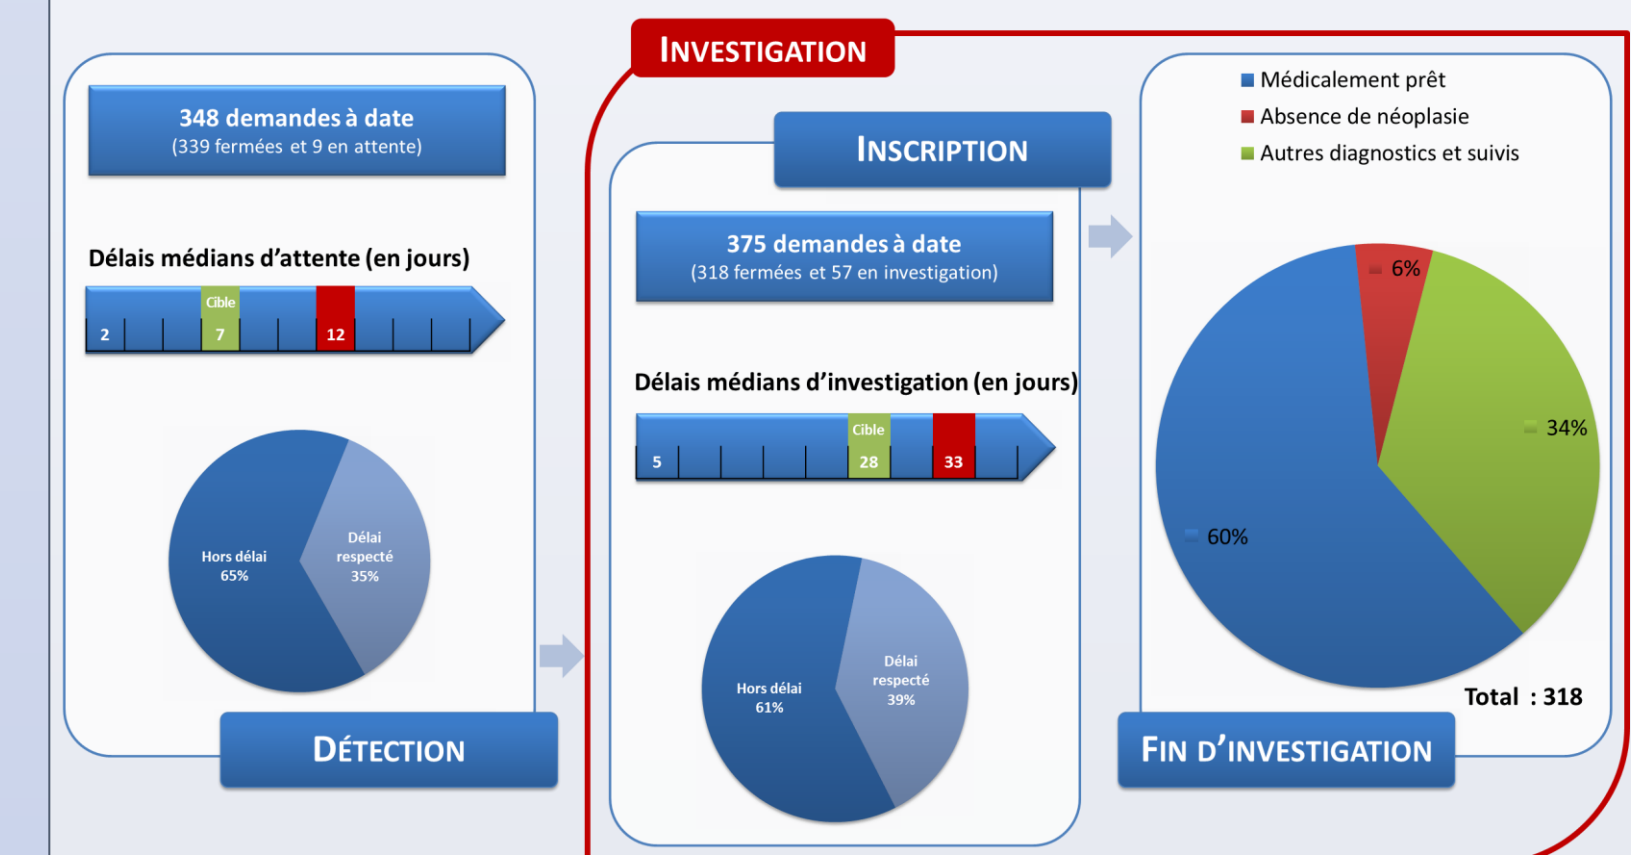 INVESTIGATION
348 demandes à date
(339 fermées et 9 en attente)
Délais médians d'attente (en jours)
Cible
2 7 12
Hors délai
65%
Délai
respecté
35%
DÉTECTION
INSCRIPTION
375 demandes à date
(318 fermées et 57 en investigation)
Délais médians d'investigation (en jours)
Cible
5 28 33
Hors délai
61%
Délai
respecté
39%
Médicalement prêt
Absence de néoplasie
Autres diagnostics et suivis
6%
34%
60%
Total : 318
FIN D'INVESTIGATION